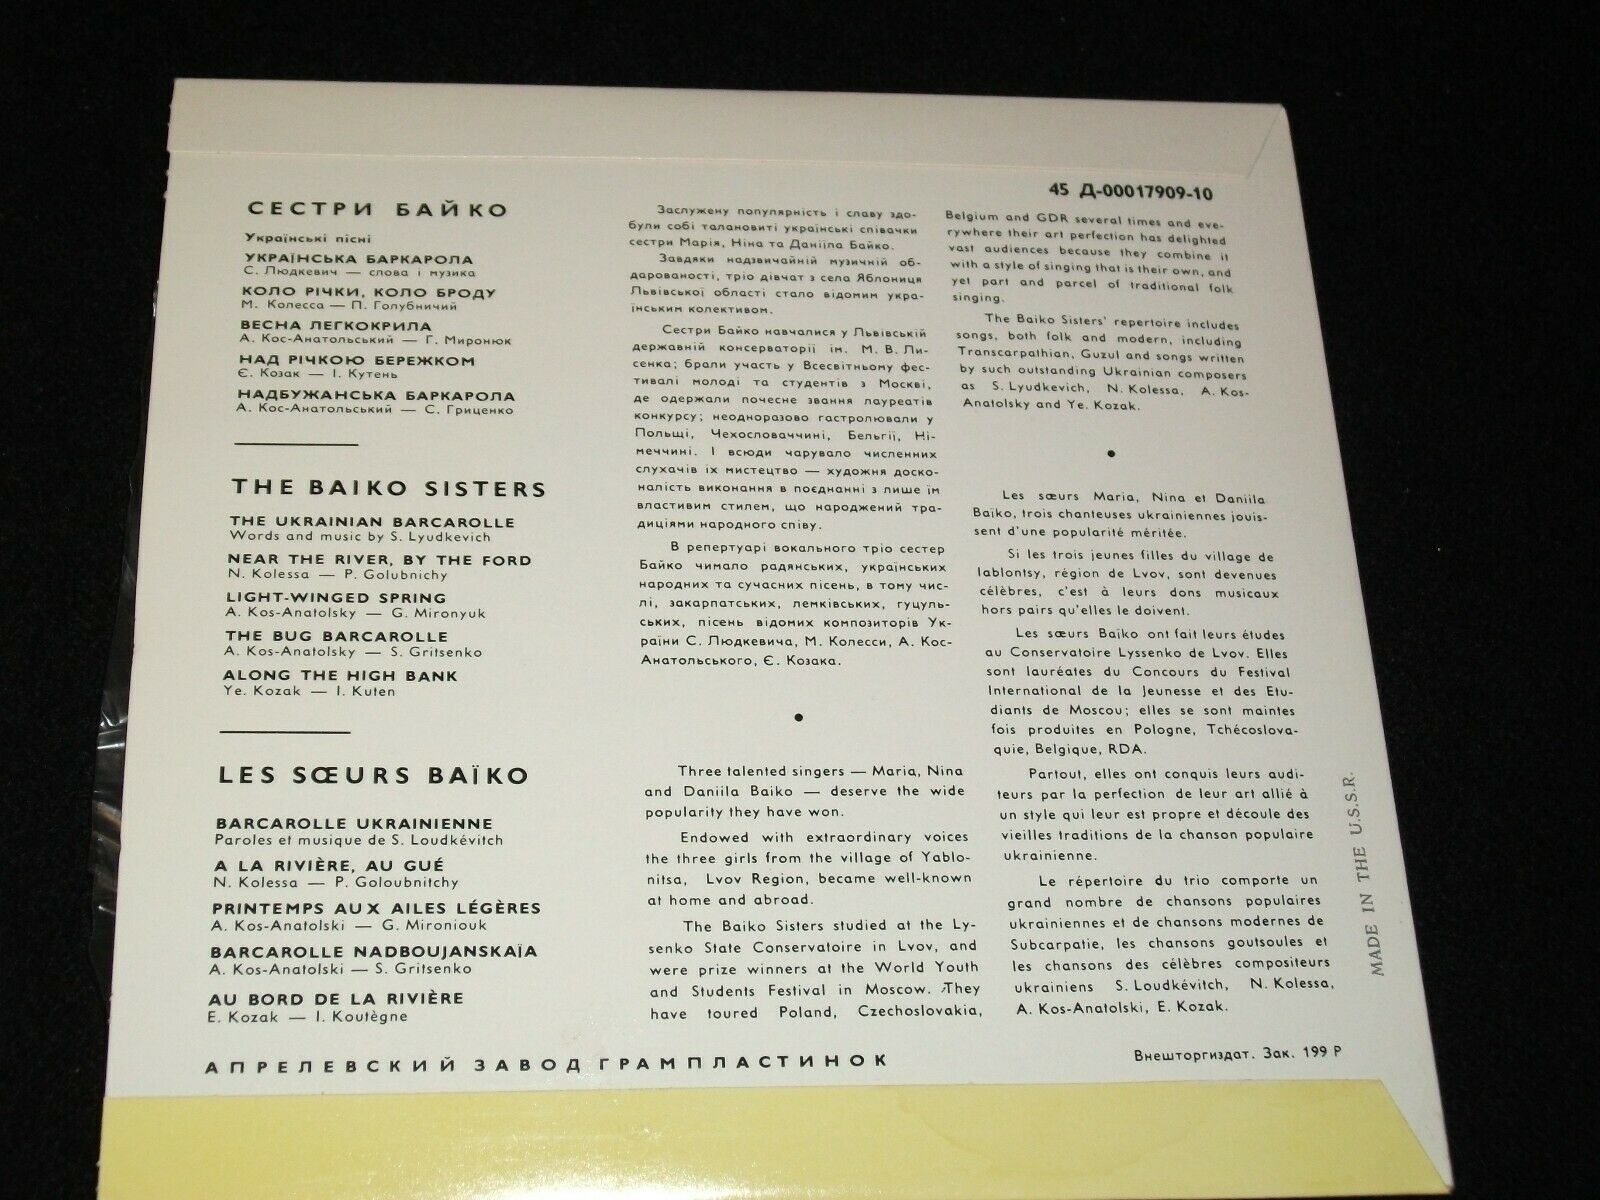 45 Д-00017909-10
СЕСТРИ БАЙКО
Українські пісні
УКРАЇНСЬКА БАРКАРОЛА
С. Людкевич — слова і музика
КОЛО РІЧКИ, КОЛО БРОДУ
М. Колесса — П. Голубничий
ВЕСНА ЛЕГКОКРИЛА
А. Кос-Анатольський — Г. Миронюк
НАД РІЧКОЮ БЕРЕЖКОМ
Є. Козак — І. Кутень
НАДБУЖАНСЬКА БАРКАРОЛА
А. Кос-Анатольський — С. Гриценко
THE BAIKO SISTERS
THE UKRAINIAN BARCAROLLE
Words and music by S. Lyudkevich
NEAR THE RIVER, BY THE FORD
N. Kolessa — P. Golubnichy
LIGHT-WINGED SPRING
A. Kos-Anatolsky — G. Mironyuk
THE BUG BARCAROLLE
A. Kos-Anatolsky — S. Gritsenko
ALONG THE HIGH BANK
Ye. Kozak — I. Kuten
LES SŒURS BAÏKO
BARCAROLLE UKRAINIENNE
Paroles et musique de S. Loudkévitch
A LA RIVIÈRE, AU GUÉ
N. Kolessa — P. Goloubnitchy
PRINTEMPS AUX AILES LÉGÈRES
A. Kos-Anatolski — G. Mironiouk
BARCAROLLE NADBOUJANSKAÏA
A. Kos-Anatolski — S. Gritsenko
AU BORD DE LA RIVIÈRE
E. Kozak — I. Koutègne
Заслужену популярність і славу здо-
були собі талановиті українські співачки
сестри Марія, Ніна та Даніїла Байко.
Завдяки надзвичайній музичній об-
дарованості, тріо дівчат з села Яблониця
Львівської області стало відомим укра-
їнським колективом.
Сестри Байко навчалися у Львівській
державній консерваторії ім. М. В. Ли-
сенка; брали участь у Всесвітньому фес-
тивалі молоді та студентів з Москві,
де одержали почесне звання лауреатів
конкурсу; неодноразово гастролювали у
Польщі, Чехословаччині, Бельгії, Ні-
меччині. І всюди чарувало численних
слухачів їх мистецтво — художня доско-
налість виконання в поєднанні з лише їм
властивим стилем, що народжений тра-
диціями народного співу.
В репертуарі вокального тріо сестер
Байко чимало радянських, українських
народних та сучасних пісень, в тому чис-
лі, закарпатських, лемківських, гуцуль-
ських, пісень відомих композиторів Ук-
раїни С. Людкевича, М. Колесси, А. Кос-
Анатольського, Є. Козака.
Three talented singers — Maria, Nina
and Daniila Baiko — deserve the wide
popularity they have won.
Endowed with extraordinary voices
the three girls from the village of Yablo-
nitsa, Lvov Region, became well-known
at home and abroad.
The Baiko Sisters studied at the Ly-
senko State Conservatoire in Lvov, and
were prize winners at the World Youth
and Students Festival in Moscow. They
have toured Poland, Czechoslovakia,
Belgium and GDR several times and eve-
rywhere their art perfection has delighted
vast audiences because they combine it
with a style of singing that is their own, and
yet part and parcel of traditional folk
singing.
The Baiko Sisters' repertoire includes
songs, both folk and modern, including
Transcarpathian, Guzul and songs written
by such outstanding Ukrainian composers
as S. Lyudkevich, N. Kolessa, A. Kos-
Anatolsky and Ye. Kozak.
Les sœurs Maria, Nina et Daniila
Baïko, trois chanteuses ukrainiennes jouis-
sent d'une popularité méritée.
Si les trois jeunes filles du village de
Iablontsy, région de Lvov, sont devenues
célèbres, c'est à leurs dons musicaux
hors pairs qu'elles le doivent.
Les sœurs Baïko ont fait leurs études
au Conservatoire Lyssenko de Lvov. Elles
sont lauréates du Concours du Festival
International de la Jeunesse et des Etu-
diants de Moscou; elles se sont maintes
fois produites en Pologne, Tchécoslova-
quie, Belgique, RDA.
Partout, elles ont conquis leurs audi-
teurs par la perfection de leur art allié à
un style qui leur est propre et découle des
vieilles traditions de la chanson populaire
ukrainienne.
Le répertoire du trio comporte un
grand nombre de chansons populaires
ukrainiennes et de chansons modernes de
Subcarpatie, les chansons goutsoules et
les chansons des célèbres compositeurs
ukrainiens S. Loudkévitch, N. Kolessa,
A. Kos-Anatolski, E. Kozak.
MADE IN THE U.S.S.R.
АПРЕЛЕВСКИЙ ЗАВОД ГРАМПЛАСТИНОК
Внешторгиздат. Зак. 199 Р